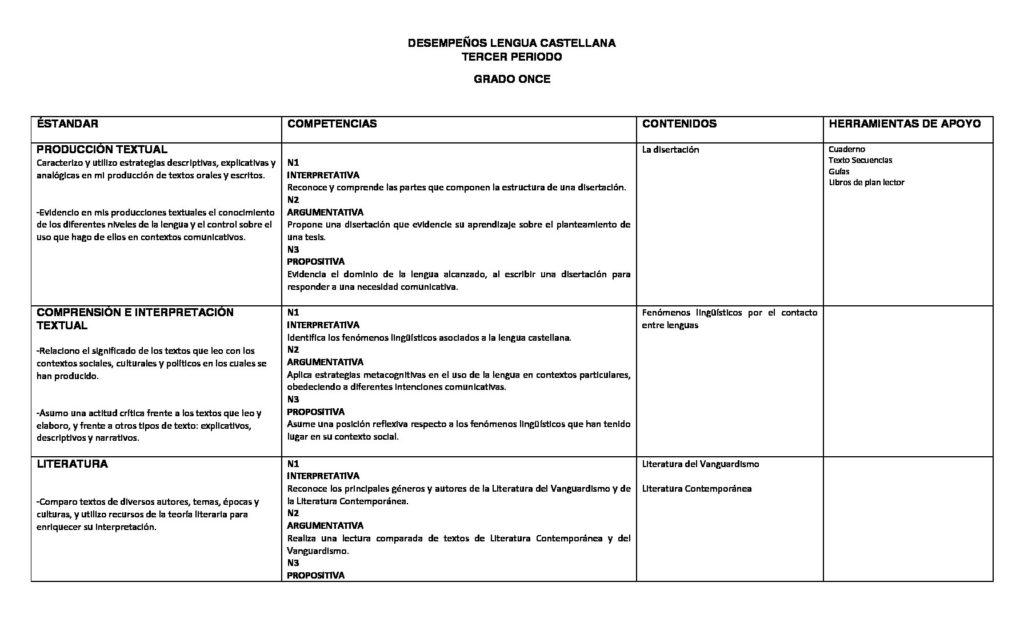 DESEMPEÑOS LENGUA CASTELLANA
TERCER PERIODO
GRADO ONCE
ÉSTANDAR
COMPETENCIAS
CONTENIDOS
HERRAMIENTAS DE APOYO
PRODUCCIÓN TEXTUAL
Caracterizo y utilizo estrategias descriptivas, explicativas y
analógicas en mi producción de textos orales y escritos.
-Evidencio en mis producciones textuales el conocimiento
de los diferentes niveles de la lengua y el control sobre el
uso que hago de ellos en contextos comunicativos.
N1
INTERPRETATIVA
Reconoce y comprende las partes que componen la estructura de una disertación.
N2
ARGUMENTATIVA
Propone una disertación que evidencie su aprendizaje sobre el planteamiento de
una tesis.
N3
PROPOSITIVA
Evidencia el dominio de la lengua alcanzado, al escribir una disertación para
responder a una necesidad comunicativa.
La disertación
Cuaderno
Texto Secuencias
Guías
Libros de plan lector
COMPRENSIÓN E INTERPRETACIÓN
TEXTUAL
-Relaciono el significado de los textos que leo con los
contextos sociales, culturales y políticos en los cuales se
han producido.
-Asumo una actitud crítica frente a los textos que leo y
elaboro, y frente a otros tipos de texto: explicativos,
descriptivos y narrativos.
N1
INTERPRETATIVA
Identifica los fenómenos lingüísticos asociados a la lengua castellana.
N2
ARGUMENTATIVA
Aplica estrategias metacognitivas en el uso de la lengua en contextos particulares,
obedeciendo a diferentes intenciones comunicativas.
N3
PROPOSITIVA
Asume una posición reflexiva respecto a los fenómenos lingüísticos que han tenido
lugar en su contexto social.
Fenómenos lingüísticos por el contacto
entre lenguas
LITERATURA
-Comparo textos de diversos autores, temas, épocas y
culturas, y utilizo recursos de la teoría literaria para
enriquecer su interpretación.
N1
INTERPRETATIVA
Reconoce los principales géneros y autores de la Literatura del Vanguardismo y de
la Literatura Contemporánea.
N2
ARGUMENTATIVA
Realiza una lectura comparada de textos de Literatura Contemporánea y del
Vanguardismo.
N3
PROPOSITIVA
Literatura del Vanguardismo
Literatura Contemporánea